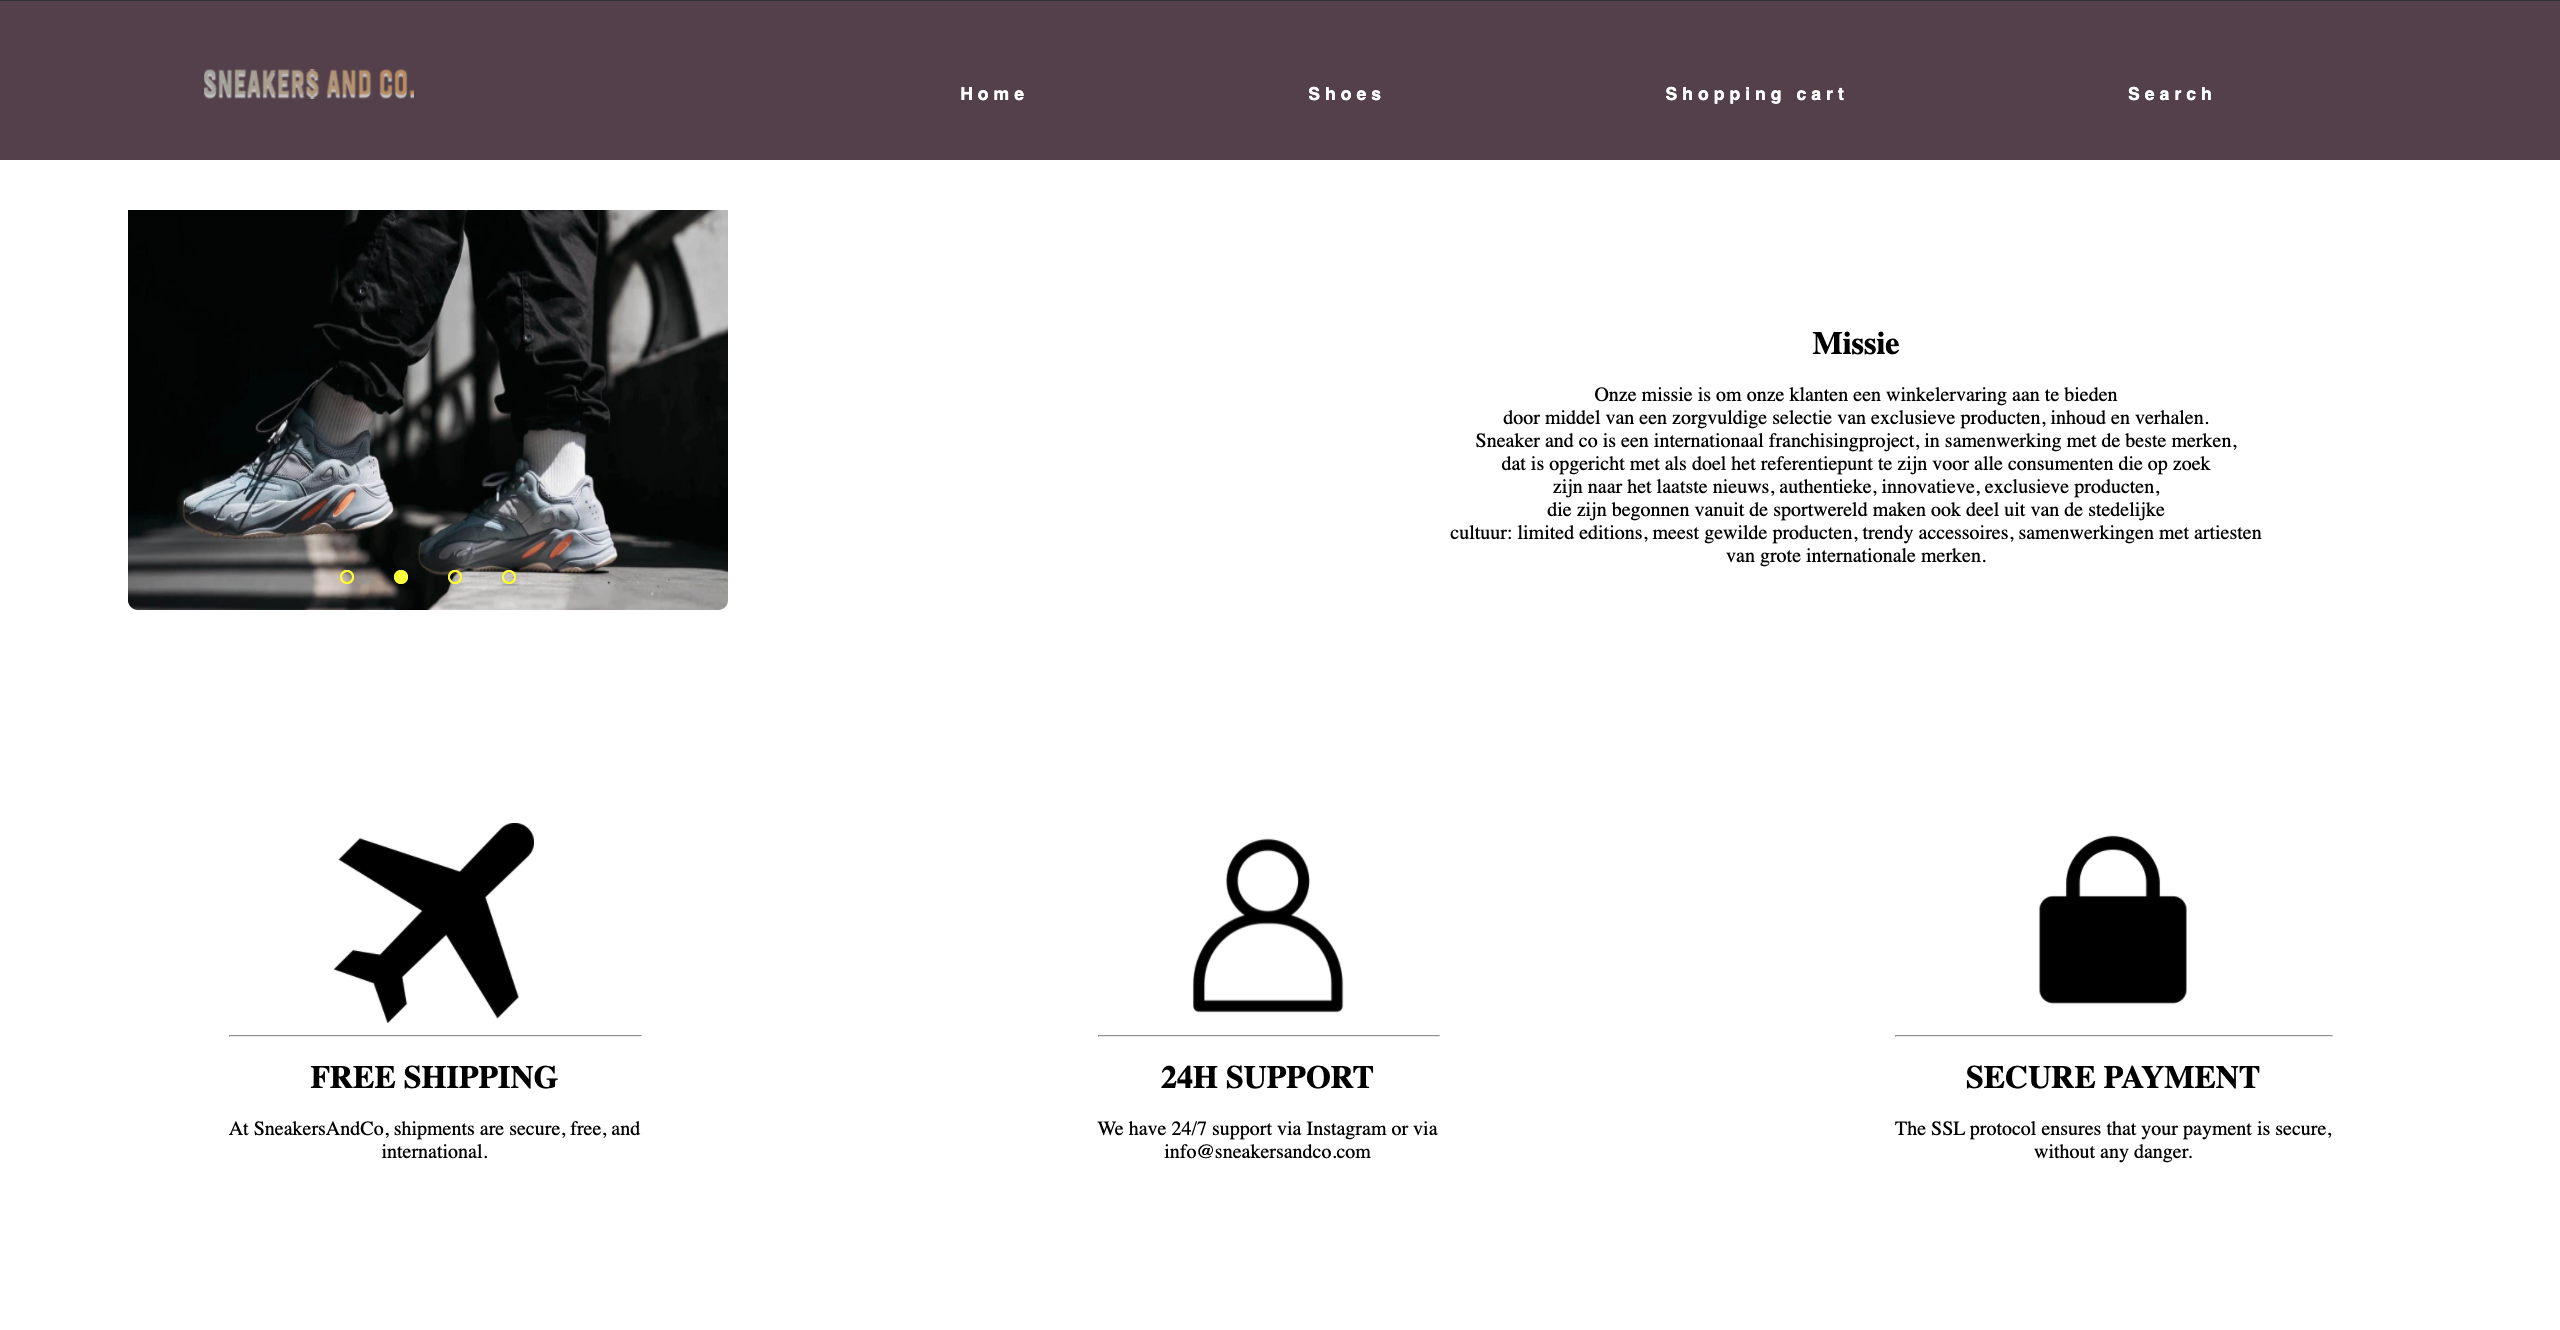 SNEAKER$ AND CO.
Home
Shoes
Shopping cart
Search
Missie
Onze missie is om onze klanten een winkelervaring aan te bieden
door middel van een zorgvuldige selectie van exclusieve producten, inhoud en verhalen.
Sneaker and co is een internationaal franchisingproject, in samenwerking met de beste merken,
dat is opgericht met als doel het referentiepunt te zijn voor alle consumenten die op zoek
zijn naar het laatste nieuws, authentieke, innovatieve, exclusieve producten,
die zijn begonnen vanuit de sportwereld maken ook deel uit van de stedelijke
cultuur: limited editions, meest gewilde producten, trendy accessoires, samenwerkingen met artiesten
van grote internationale merken.
FREE SHIPPING
At SneakersAndCo, shipments are secure, free, and
international.
24H SUPPORT
We have 24/7 support via Instagram or via
info@sneakersandco.com
SECURE PAYMENT
The SSL protocol ensures that your payment is secure,
without any danger.